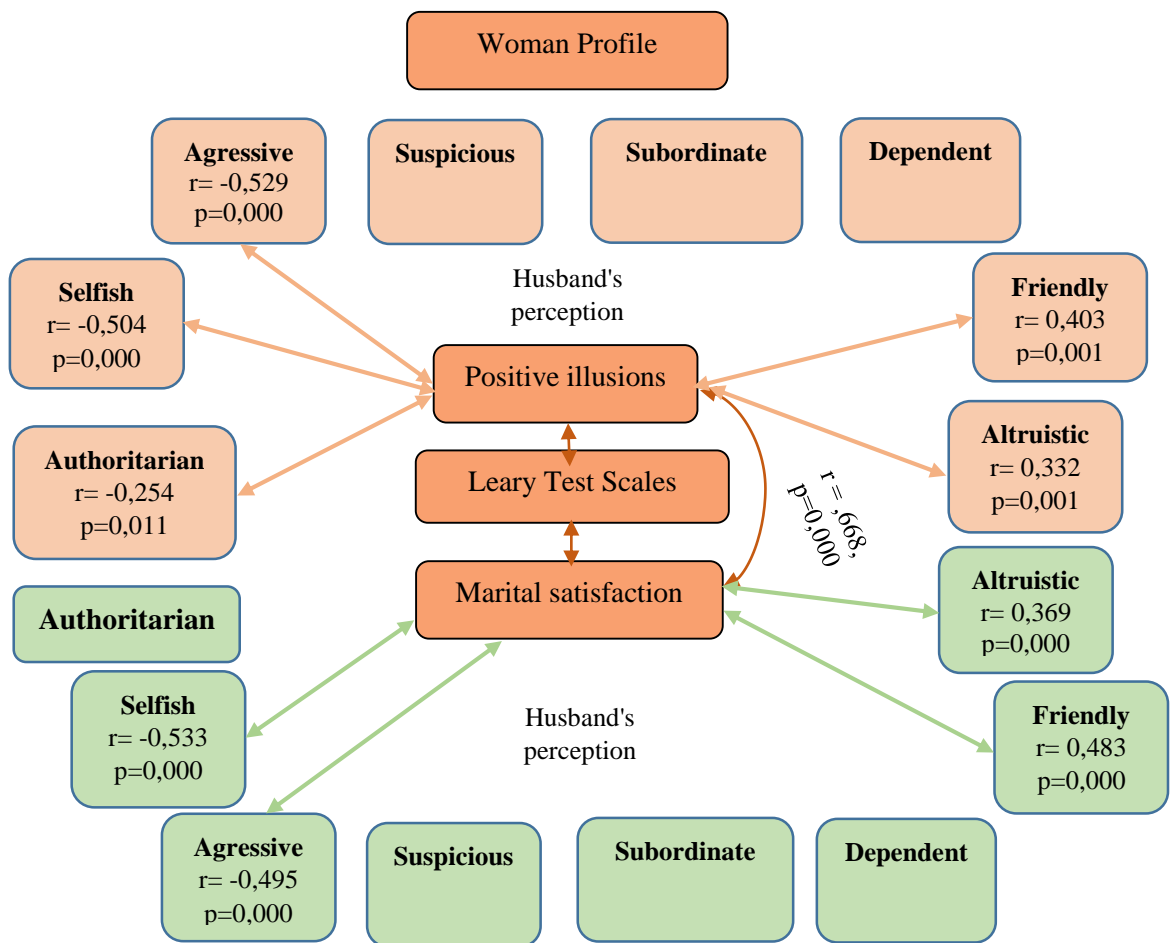 Woman Profile
Agressive
r= -0,529
p=0,000
Suspicious
Subordinate
Dependent
Husband's
perception
Selfish
r= -0,504
p=0,000
Friendly
r= 0,403
p=0,001
Positive illusions
Authoritarian
r= -0,254
p=0,011
Leary Test Scales
Altruistic
r= 0,332
p=0,001
r = ,668,
p=0,000
Marital satisfaction
Altruistic
r= 0,369
p=0,000
Authoritarian
Selfish
r= -0,533
p=0,000
Husband's
perception
Friendly
r= 0,483
p=0,000
Agressive
r= -0,495
p=0,000
Suspicious
Subordinate
Dependent